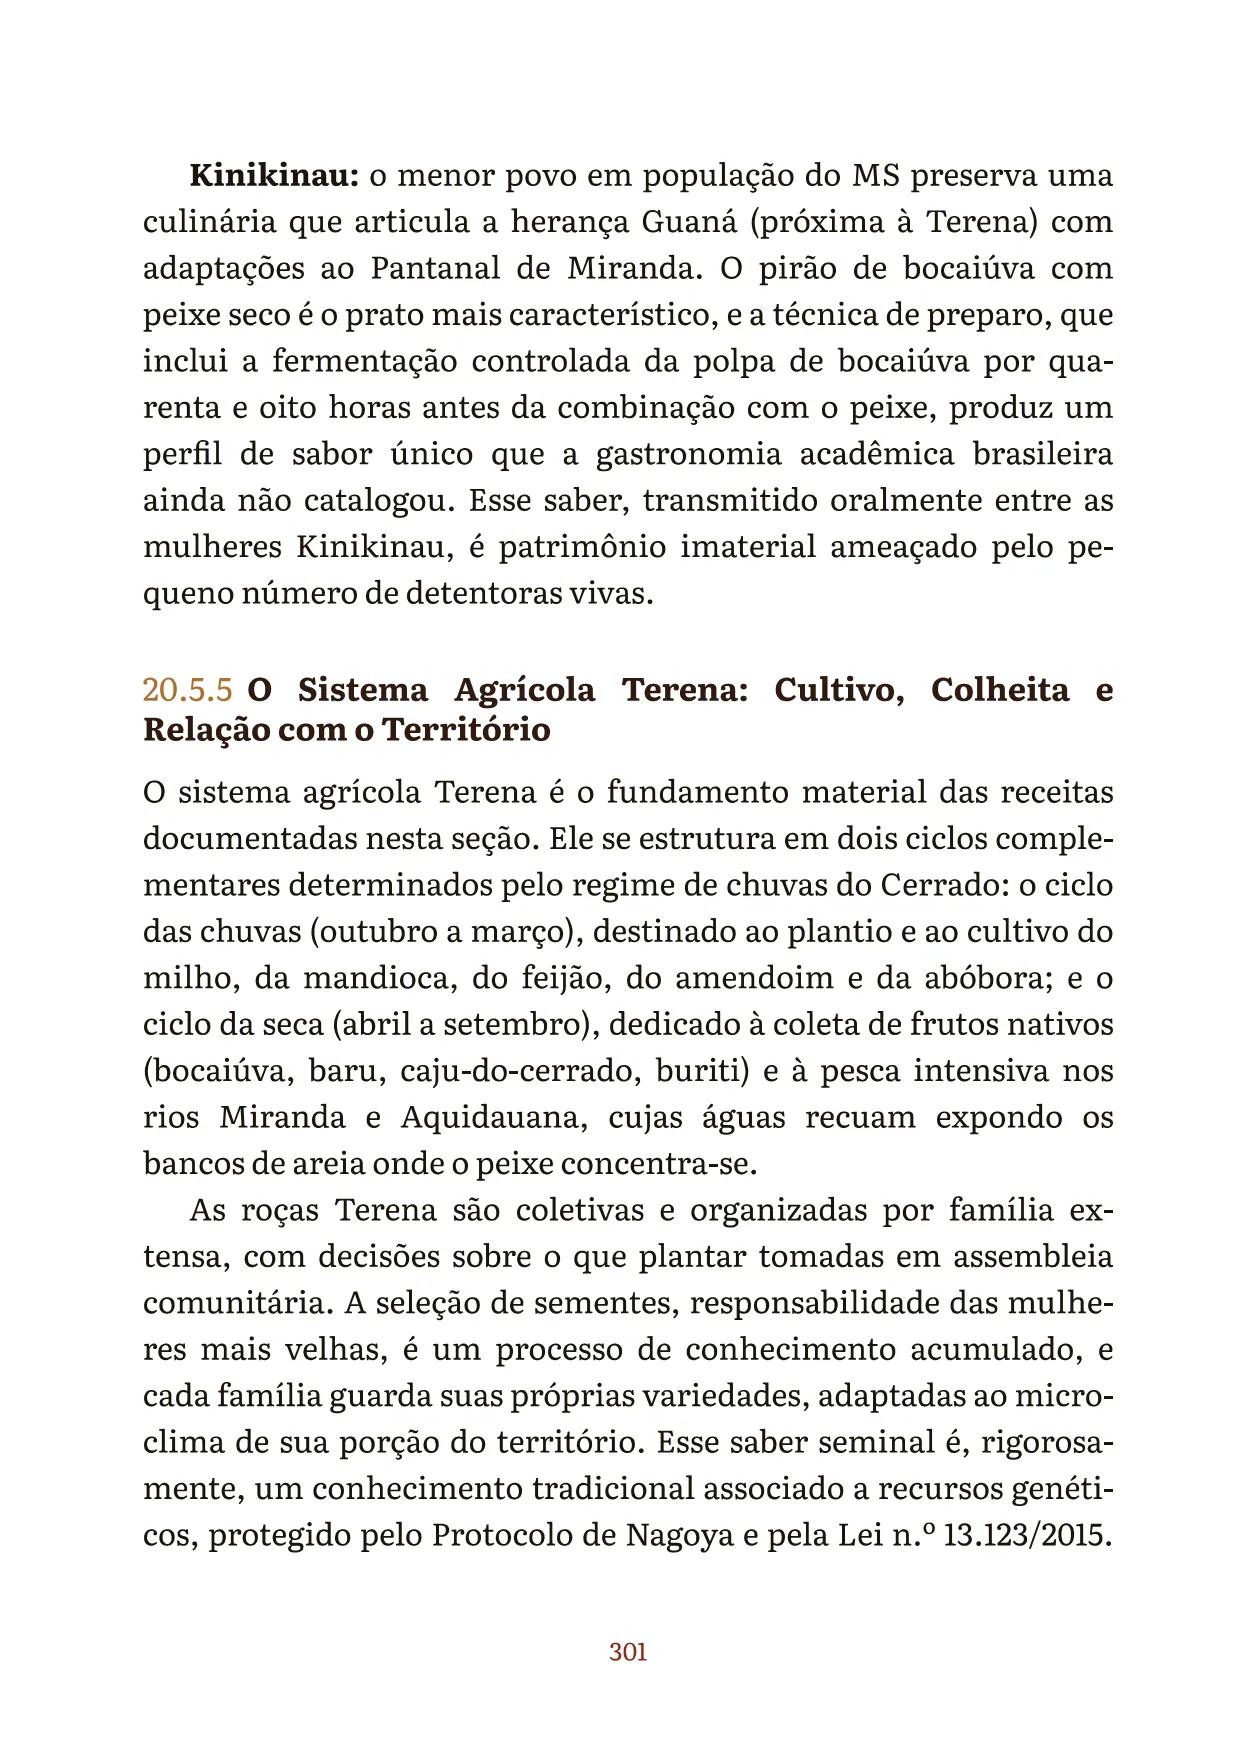 Kinikinau: o menor povo em população do MS preserva uma
culinária que articula a herança Guaná (próxima à Terena) com
adaptações ao Pantanal de Miranda. O pirão de bocaiúva com
peixe seco é o prato mais característico, e a técnica de preparo, que
inclui a fermentação controlada da polpa de bocaiúva por qua-
renta e oito horas antes da combinação com o peixe, produz um
perfil de sabor único que a gastronomia acadêmica brasileira
ainda não catalogou. Esse saber, transmitido oralmente entre as
mulheres Kinikinau, é patrimônio imaterial ameaçado pelo pe-
queno número de detentoras vivas.
20.5.5 O Sistema Agrícola Terena: Cultivo, Colheita e
Relação com o Território
O sistema agrícola Terena é o fundamento material das receitas
documentadas nesta seção. Ele se estrutura em dois ciclos comple-
mentares determinados pelo regime de chuvas do Cerrado: o ciclo
das chuvas (outubro a março), destinado ao plantio e ao cultivo do
milho, da mandioca, do feijão, do amendoim e da abóbora; e o
ciclo da seca (abril a setembro), dedicado à coleta de frutos nativos
(bocaiúva, baru, caju-do-cerrado, buriti) e à pesca intensiva nos
rios Miranda e Aquidauana, cujas águas recuam expondo os
bancos de areia onde o peixe concentra-se.
As roças Terena são coletivas e organizadas por família ex-
tensa, com decisões sobre o que plantar tomadas em assembleia
comunitária. A seleção de sementes, responsabilidade das mulhe-
res mais velhas, é um processo de conhecimento acumulado, e
cada família guarda suas próprias variedades, adaptadas ao micro-
clima de sua porção do território. Esse saber seminal é, rigorosa-
mente, um conhecimento tradicional associado a recursos genéti-
cos, protegido pelo Protocolo de Nagoya e pela Lei n.º 13.123/2015.
301